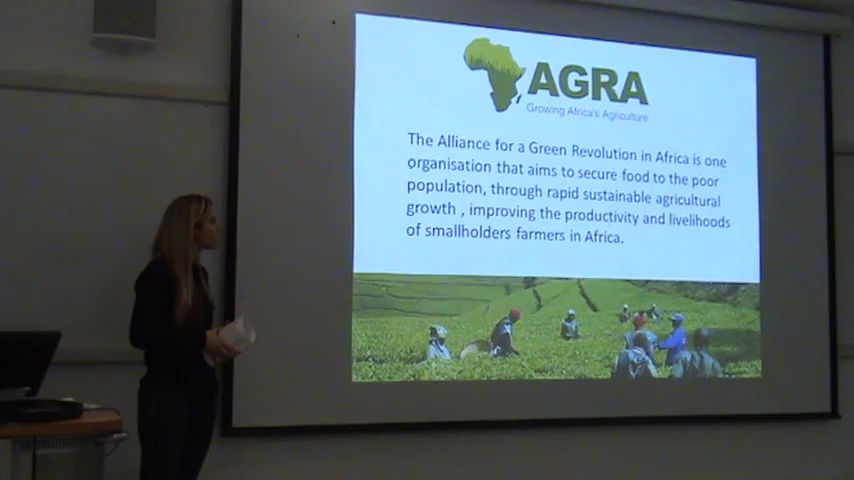 AGRA
Growing Africa's Agriculture
The Alliance for a Green Revolution in Africa is one
organisation that aims to secure food to the poor
population, through rapid sustainable agricultural
growth , improving the productivity and livelihoods
of smallholders farmers in Africa.